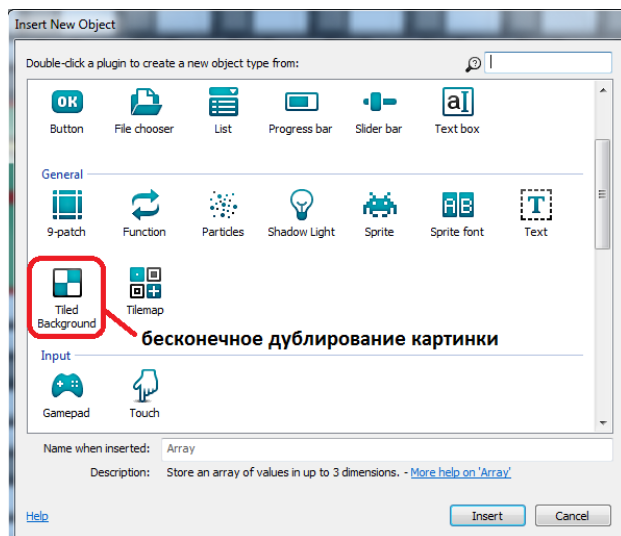 Insert New Object
Double-click a plugin to create a new object type from:
OK
aI
Button File chooser List Progress bar Slider bar Text box
General
AB
T
9-patch Function Particles Shadow Light Sprite Sprite font Text
Tiled Background Tilemap
бесконечное дублирование картинки
Input
Gamepad Touch
Name when inserted: Array
Description: Store an array of values in up to 3 dimensions. - More help on 'Array'
Help Insert Cancel